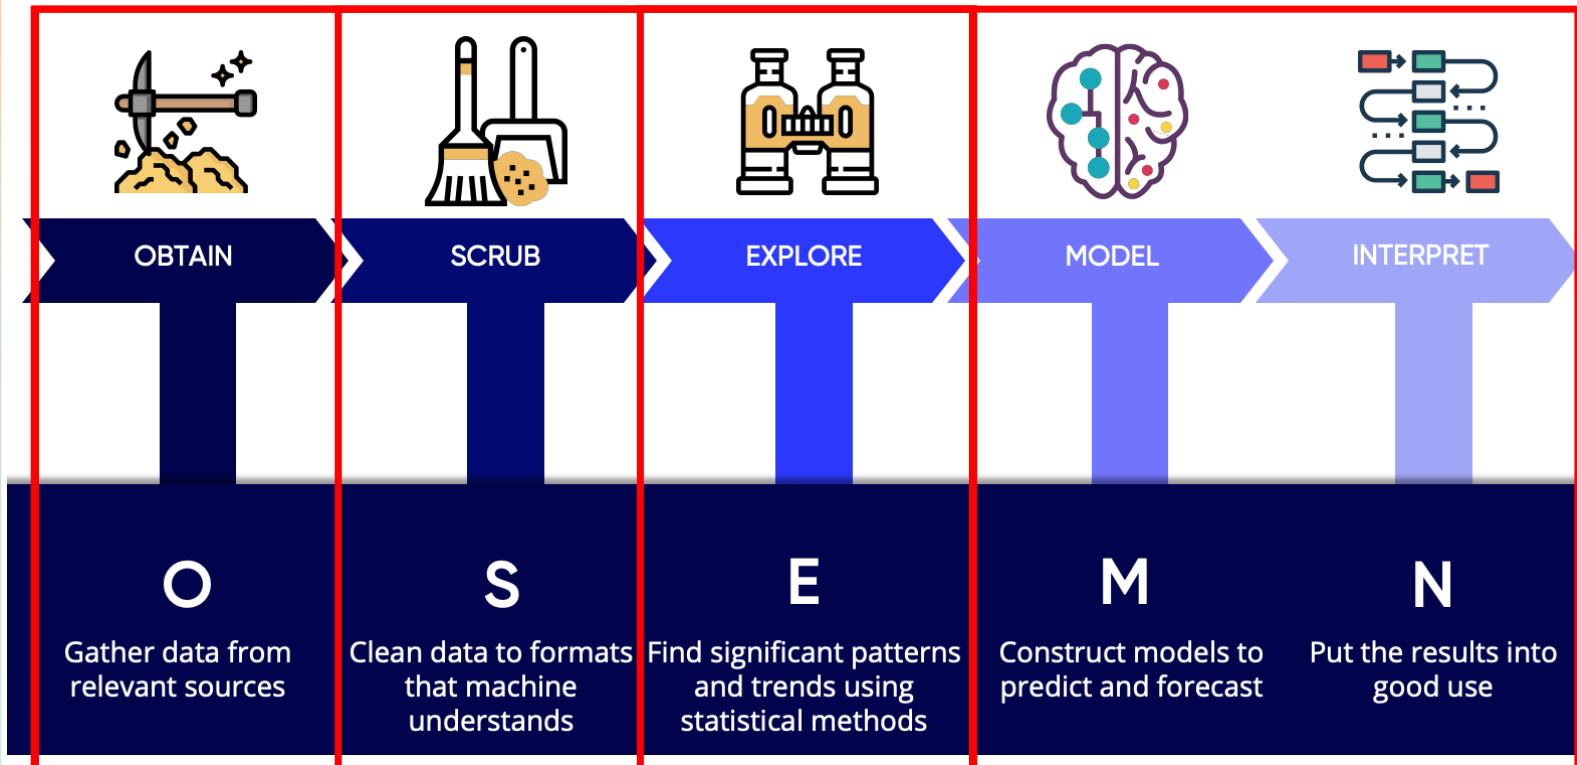 OBTAIN
SCRUB
EXPLORE
MODEL
INTERPRET
O
Gather data from
relevant sources
S
Clean data to formats
that machine
understands
E
Find significant patterns
and trends using
statistical methods
M
Construct models to
predict and forecast
N
Put the results into
good use